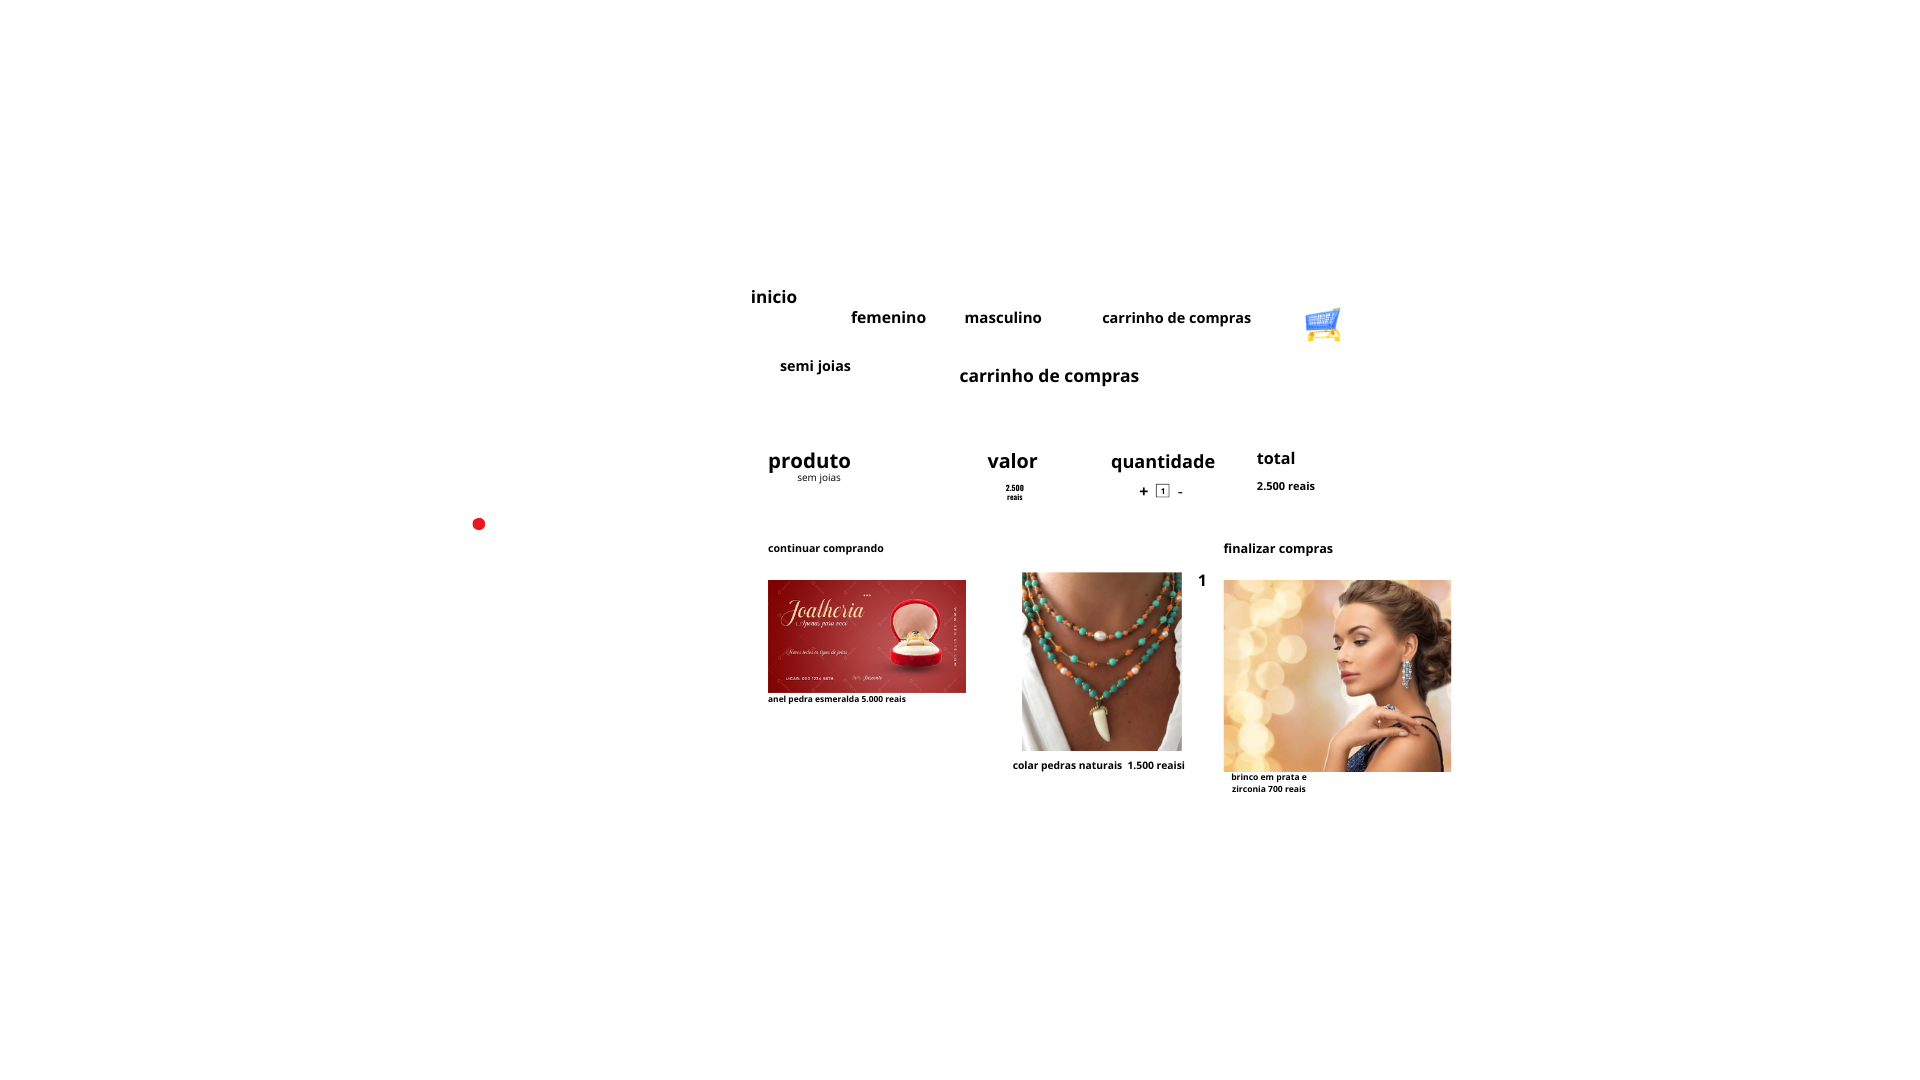 inicio
femenino masculino carrinho de compras
semi joias
carrinho de compras
produto valor quantidade total
sem joias
2.500
reais
+ 1 -
2.500 reais
continuar comprando
finalizar compras
1
Joalheria
Apenas para você
anel pedra esmeralda 5.000 reais
colar pedras naturais 1.500 reaisi
brinco em prata e
zirconia 700 reais